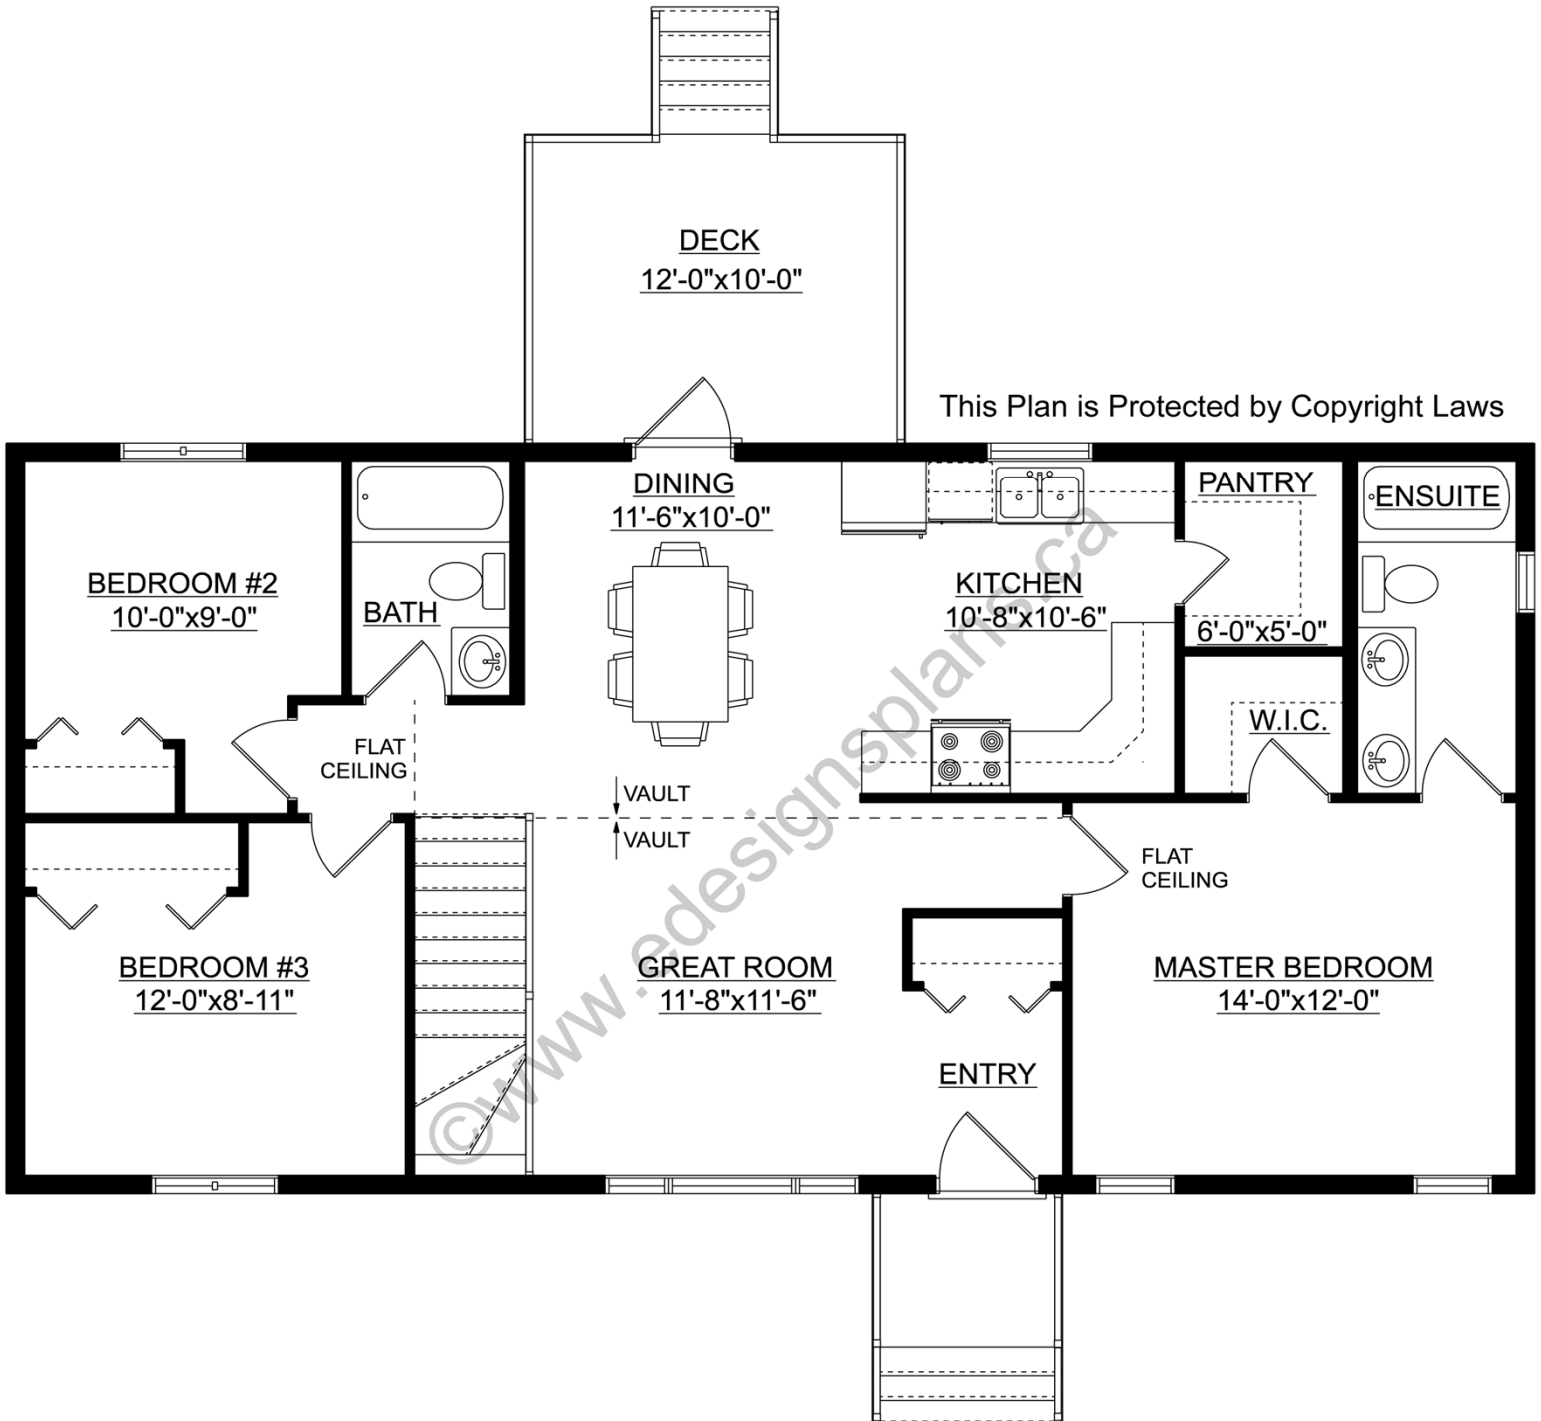 DECK
12'-0"x10'-0"
This Plan is Protected by Copyright Laws
DINING
11'-6"x10'-0"
PANTRY
6'-0"x5'-0"
ENSUITE
BEDROOM #2
10'-0"x9'-0"
BATH
KITCHEN
10'-8"x10'-6"
W.I.C.
FLAT
CEILING
VAULT
VAULT
FLAT
CEILING
BEDROOM #3
12'-0"x8'-11"
GREAT ROOM
11'-8"x11'-6"
MASTER BEDROOM
14'-0"x12'-0"
ENTRY
©www.edesignsplans.ca